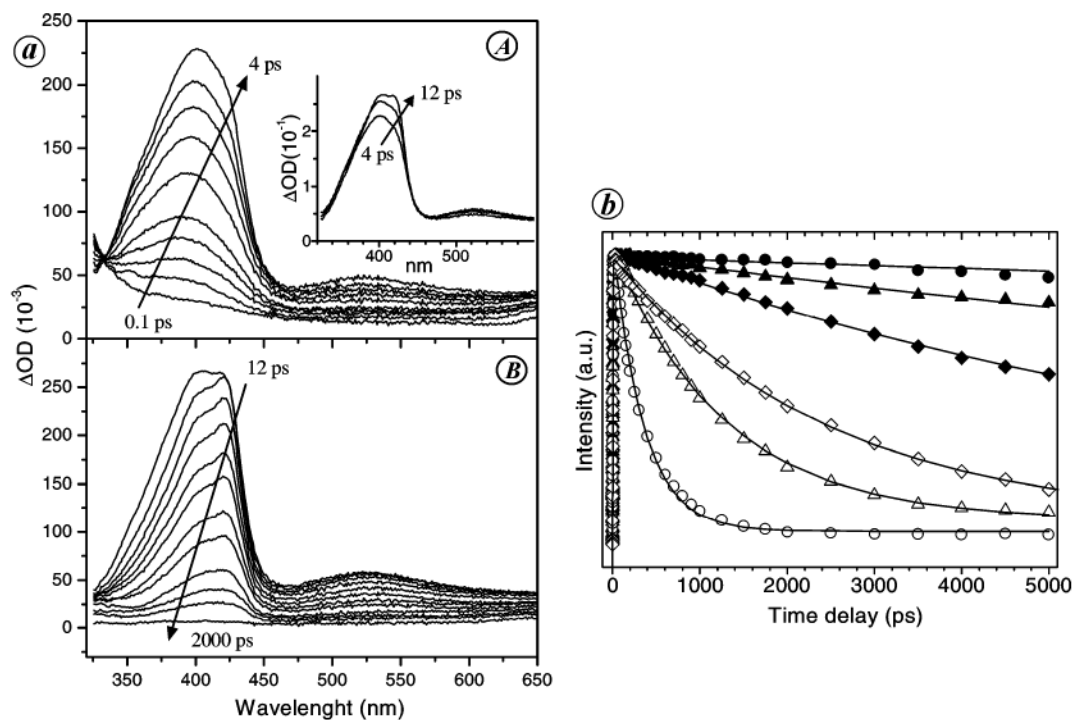 a
A
250
200
150
100
50
0
4 ps
0.1 ps
12 ps
4 ps
ΔOD(10⁻¹)
2
1
0
400
500
nm
ΔOD (10⁻³)
B
250
200
150
100
50
0
12 ps
2000 ps
350 400 450 500 550 600 650
Wavelenght (nm)
b
Intensity (a.u.)
0 1000 2000 3000 4000 5000
Time delay (ps)